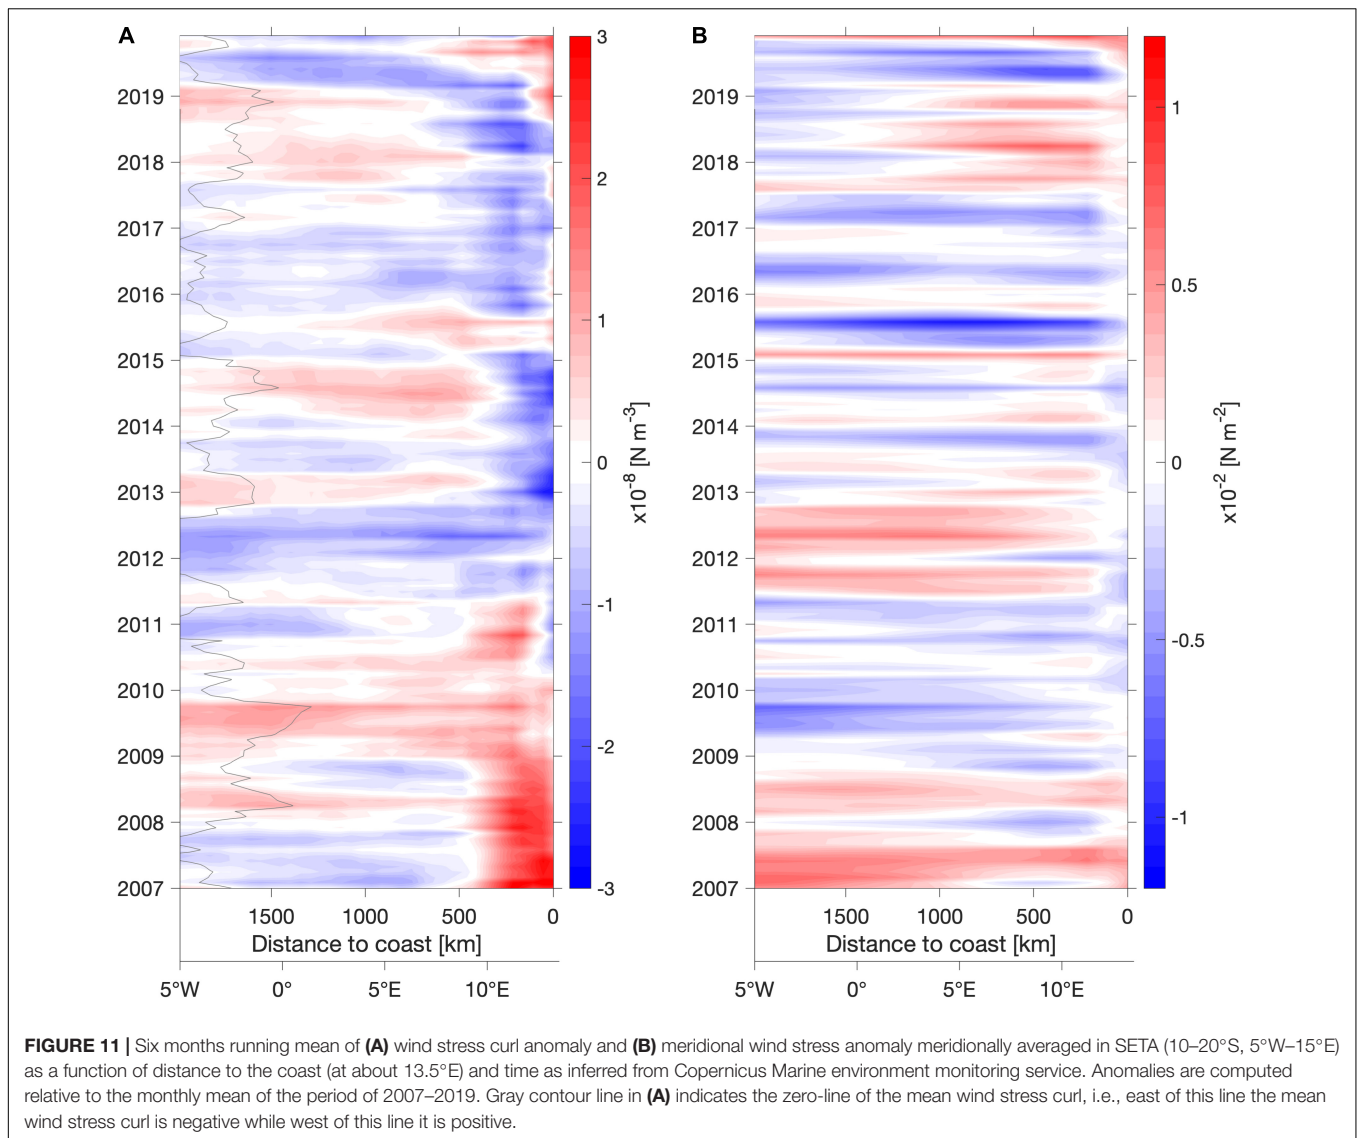 A
B
2019
2018
2017
2016
2015
2014
2013
2012
2011
2010
2009
2008
2007
1500 1000 500 0
Distance to coast [km]
5°W 0° 5°E 10°E
3
2
1
0
-1
-2
-3
x10-8 [N m-3]
2019
2018
2017
2016
2015
2014
2013
2012
2011
2010
2009
2008
2007
1500 1000 500 0
Distance to coast [km]
5°W 0° 5°E 10°E
1
0.5
0
-0.5
-1
x10-2 [N m-2]
FIGURE 11 | Six months running mean of (A) wind stress curl anomaly and (B) meridional wind stress anomaly meridionally averaged in SETA (10–20°S, 5°W–15°E)
as a function of distance to the coast (at about 13.5°E) and time as inferred from Copernicus Marine environment monitoring service. Anomalies are computed
relative to the monthly mean of the period of 2007–2019. Gray contour line in (A) indicates the zero-line of the mean wind stress curl, i.e., east of this line the mean
wind stress curl is negative while west of this line it is positive.